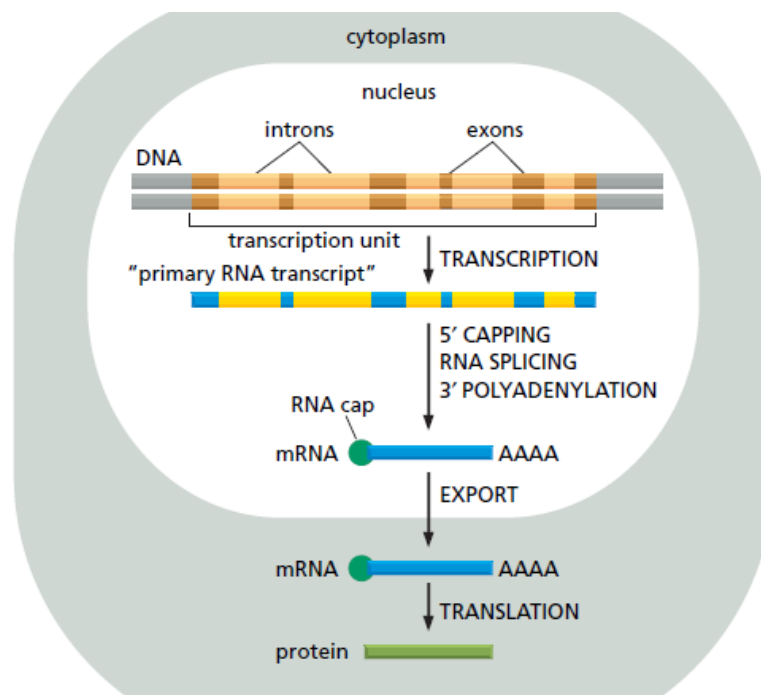 cytoplasm
nucleus
introns exons
DNA
transcription unit
TRANSCRIPTION
“primary RNA transcript”
5′ CAPPING
RNA SPLICING
3′ POLYADENYLATION
RNA cap
mRNA AAAA
EXPORT
mRNA AAAA
TRANSLATION
protein